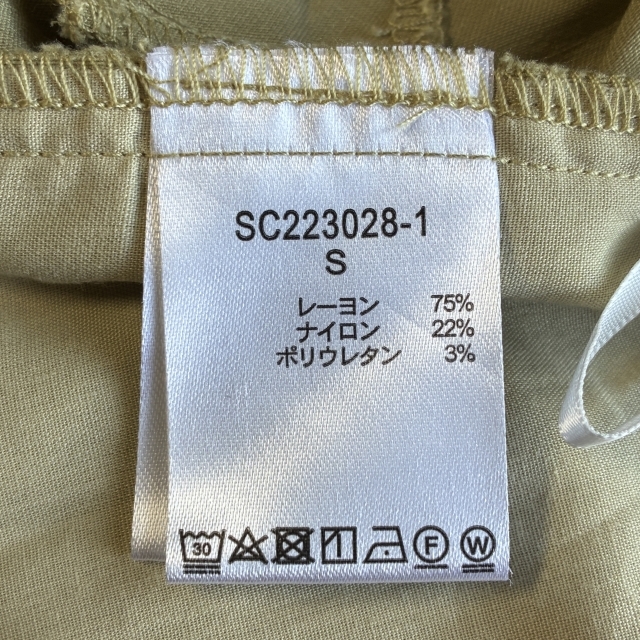 SC223028-1
S
レーヨン 75%
ナイロン 22%
ポリウレタン 3%
30 F W